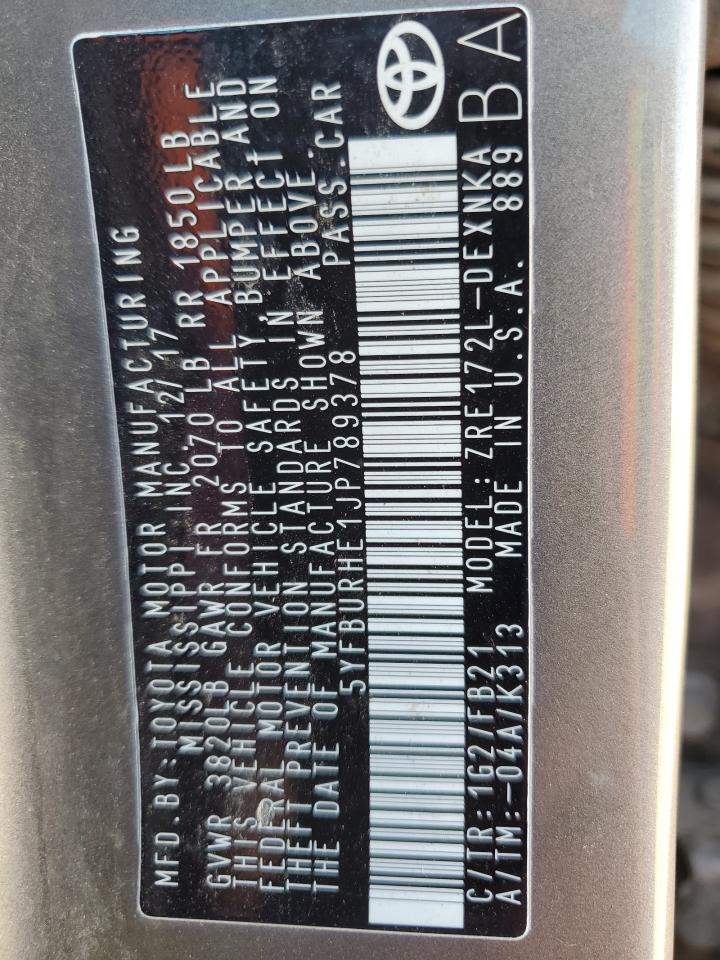 MFD.BY:TOYOTA MOTOR MANUFACTURING
MISSISSIPPI INC. 12/17
GVWR 3820LB GAWR FR 2070 LB RR 1850LB
THIS VEHICLE CONFORMS TO ALL APPLICABLE
FEDERAL MOTOR VEHICLE SAFETY, BUMPER AND
THEFT PREVENTION STANDARDS IN EFFECT ON
THE DATE OF MANUFACTURE SHOWN ABOVE.
5YFBURHE1JP789378 PASS.CAR
C/TR: 1G2/FB21 MODEL: ZRE172L-DEXNKA
A/TM:-04A/K313 MADE IN U.S.A. 889
BA